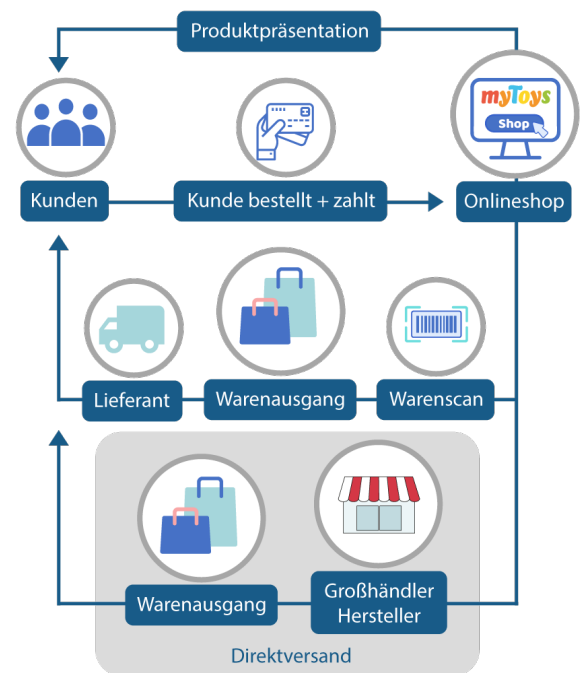 Produktpräsentation
myToys
Shop
Kunden
Kunde bestellt + zahlt
Onlineshop
Lieferant
Warenausgang
Warenscan
Warenausgang
Großhändler
Hersteller
Direktversand